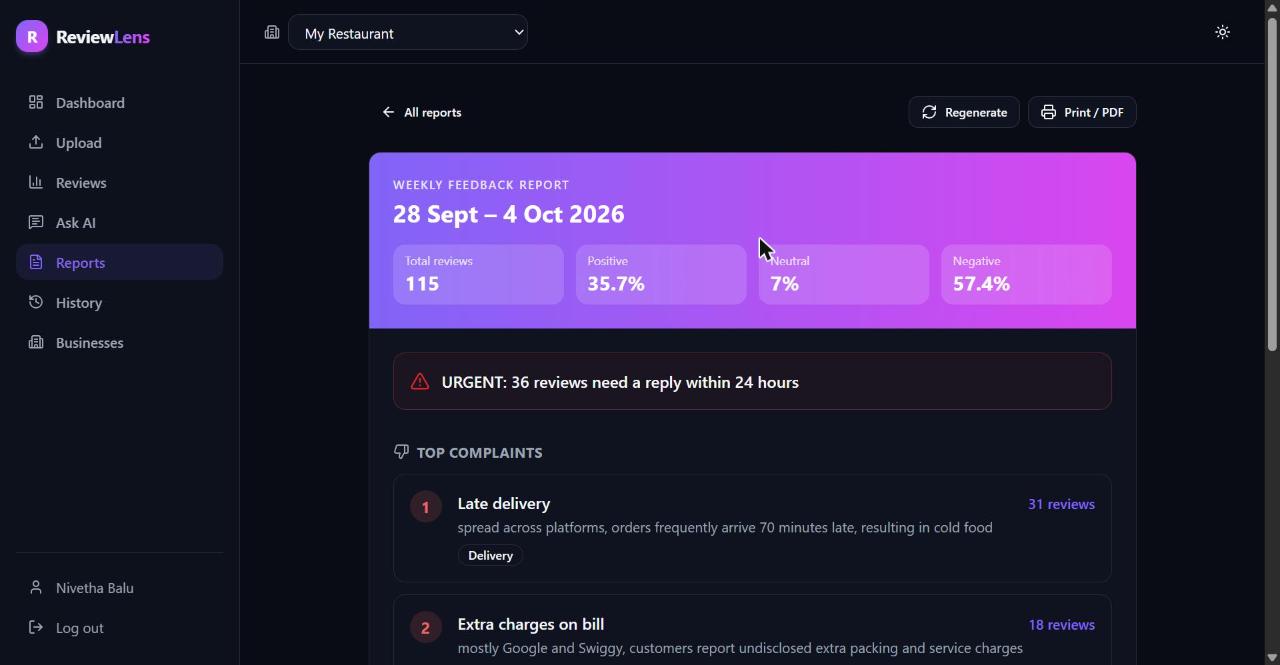 R ReviewLens
My Restaurant
Dashboard
Upload
Reviews
Ask AI
Reports
History
Businesses
Nivetha Balu
Log out
All reports
Regenerate
Print / PDF
WEEKLY FEEDBACK REPORT
28 Sept – 4 Oct 2026
Total reviews
115
Positive
35.7%
Neutral
7%
Negative
57.4%
URGENT: 36 reviews need a reply within 24 hours
TOP COMPLAINTS
1
Late delivery
31 reviews
spread across platforms, orders frequently arrive 70 minutes late, resulting in cold food
Delivery
2
Extra charges on bill
18 reviews
mostly Google and Swiggy, customers report undisclosed extra packing and service charges